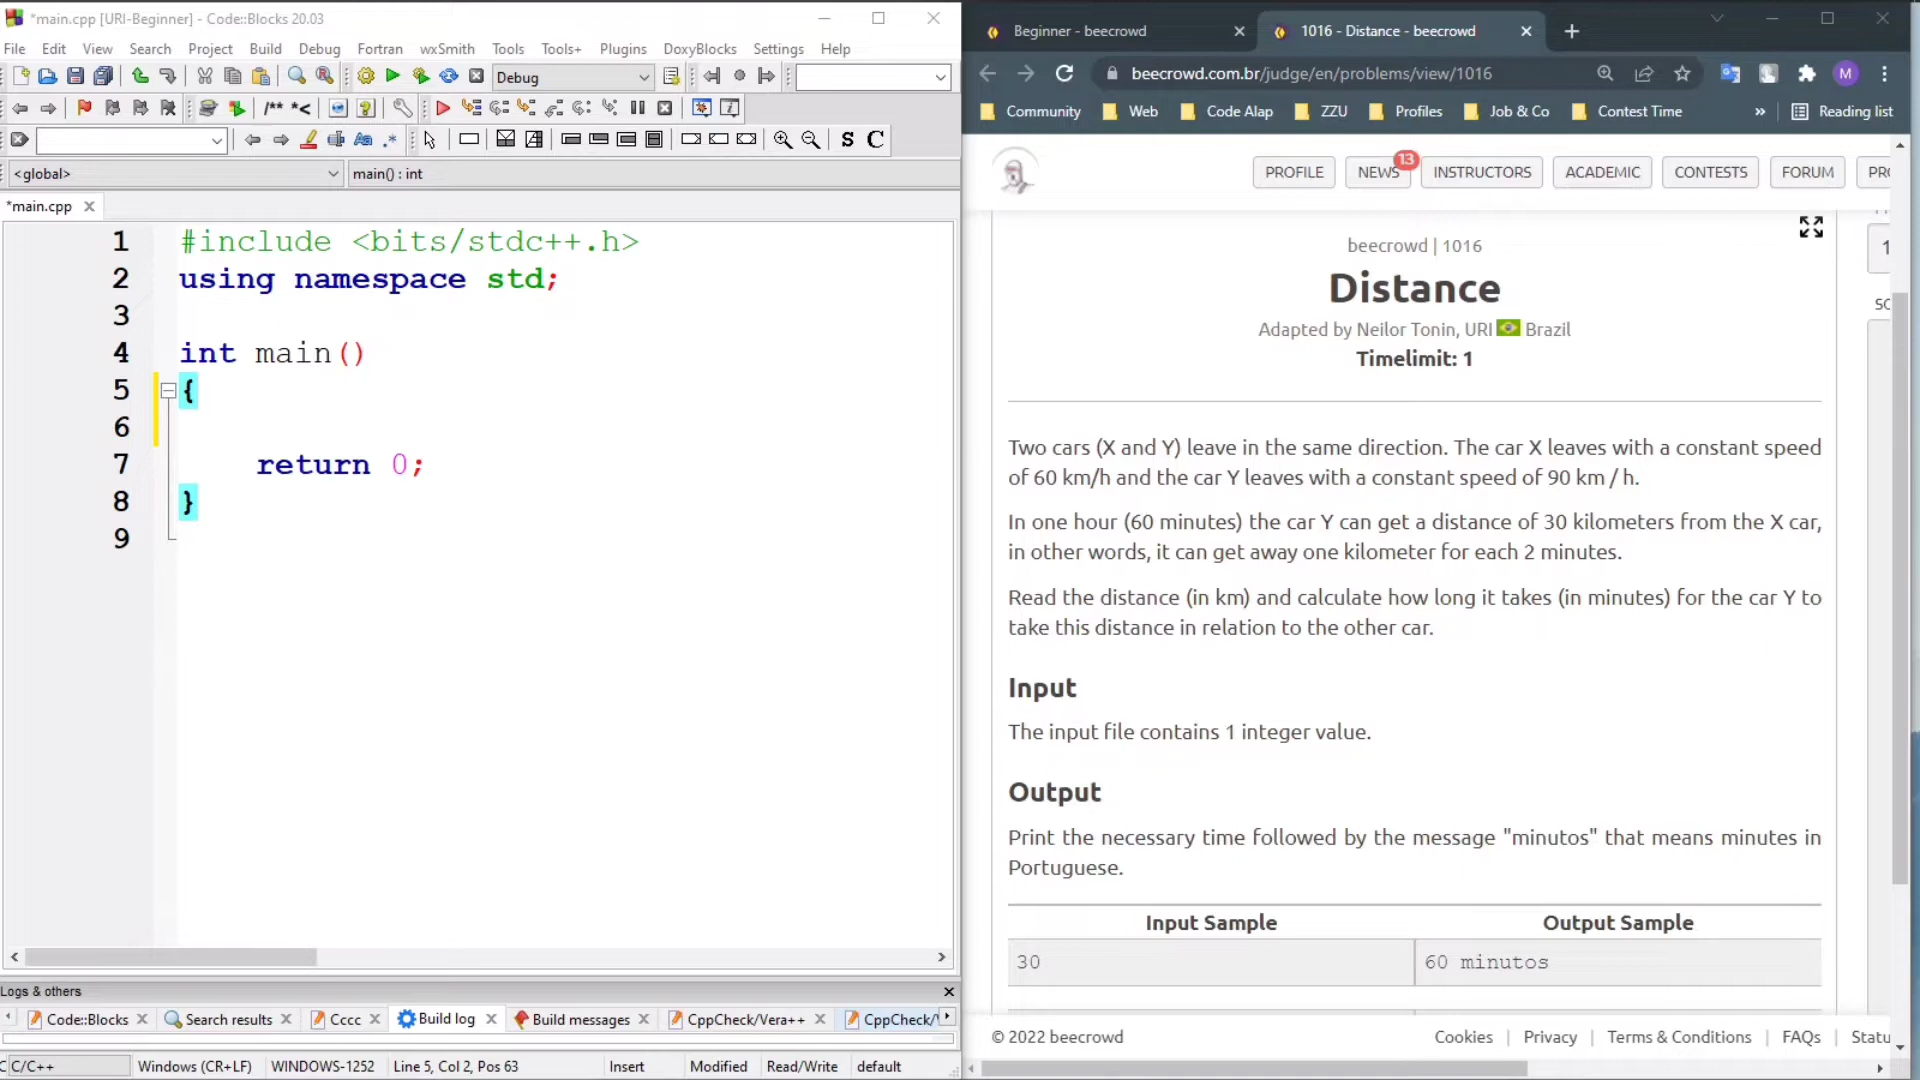 *main.cpp [URI-Beginner] - Code::Blocks 20.03
File Edit View Search Project Build Debug Fortran wxSmith Tools Tools+ Plugins DoxyBlocks Settings Help
Debug
/** *<
S C
<global> main() : int
*main.cpp
1 #include <bits/stdc++.h>
2 using namespace std;
3
4 int main()
5 {
6
7 return 0;
8 }
9
Logs & others
Code::Blocks Search results Cccc Build log Build messages CppCheck/Vera++ CppCheck/
C/C++ Windows (CR+LF) WINDOWS-1252 Line 5, Col 2, Pos 63 Insert Modified Read/Write default
Beginner - beecrowd 1016 - Distance - beecrowd
beecrowd.com.br/judge/en/problems/view/1016 M
Community Web Code Alap ZZU Profiles Job & Co Contest Time » Reading list
PROFILE NEWS 13 INSTRUCTORS ACADEMIC CONTESTS FORUM
beecrowd | 1016
Distance
Adapted by Neilor Tonin, URI Brazil
Timelimit: 1
Two cars (X and Y) leave in the same direction. The car X leaves with a constant speed
of 60 km/h and the car Y leaves with a constant speed of 90 km / h.
In one hour (60 minutes) the car Y can get a distance of 30 kilometers from the X car,
in other words, it can get away one kilometer for each 2 minutes.
Read the distance (in km) and calculate how long it takes (in minutes) for the car Y to
take this distance in relation to the other car.
Input
The input file contains 1 integer value.
Output
Print the necessary time followed by the message "minutos" that means minutes in
Portuguese.
Input Sample Output Sample
30 60 minutos
© 2022 beecrowd Cookies Privacy Terms & Conditions FAQs Statu